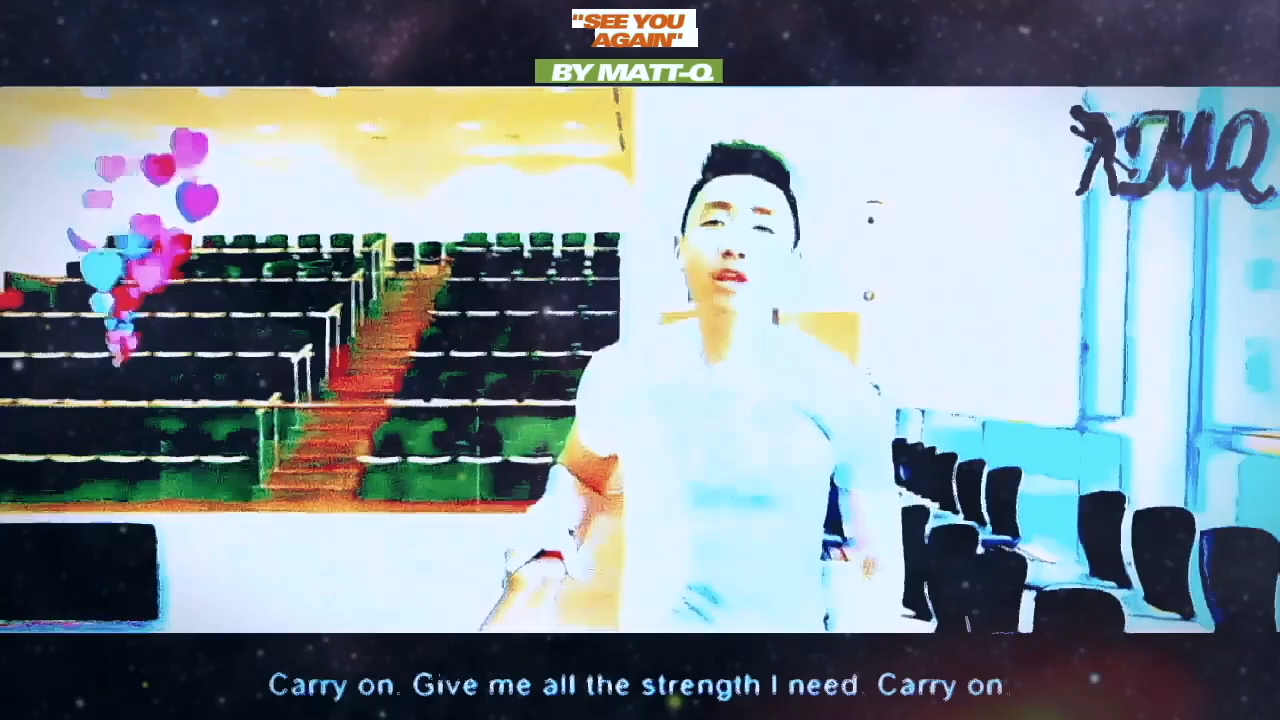 "SEE YOU
AGAIN"
BY MATT-Q
MQ
Carry on. Give me all the strength I need. Carry on.